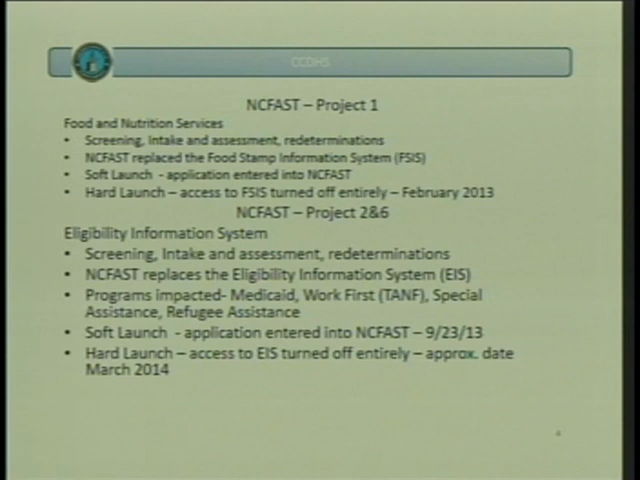 CCDHS
NCFAST – Project 1
Food and Nutrition Services
• Screening, Intake and assessment, redeterminations
• NCFAST replaced the Food Stamp Information System (FSIS)
• Soft Launch - application entered into NCFAST
• Hard Launch – access to FSIS turned off entirely – February 2013
NCFAST – Project 2&6
Eligibility Information System
• Screening, Intake and assessment, redeterminations
• NCFAST replaces the Eligibility Information System (EIS)
• Programs impacted- Medicaid, Work First (TANF), Special
Assistance, Refugee Assistance
• Soft Launch - application entered into NCFAST – 9/23/13
• Hard Launch – access to EIS turned off entirely – approx. date
March 2014